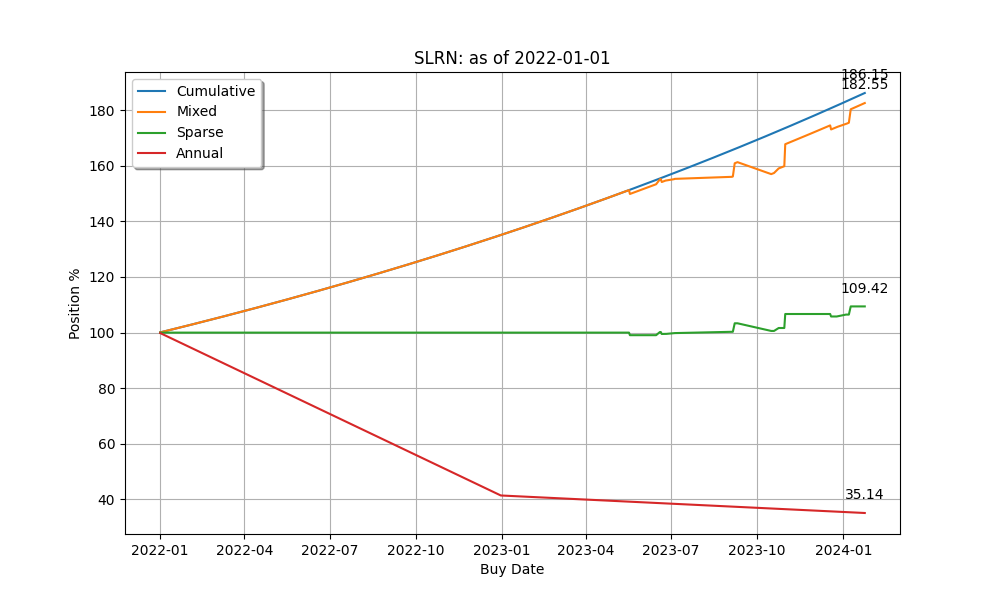 SLRN: as of 2022-01-01
186.15
182.55
Cumulative
Mixed
Sparse
Annual
180
160
140
120
109.42
100
80
60
40
35.14
Position %
2022-01 2022-04 2022-07 2022-10 2023-01 2023-04 2023-07 2023-10 2024-01
Buy Date